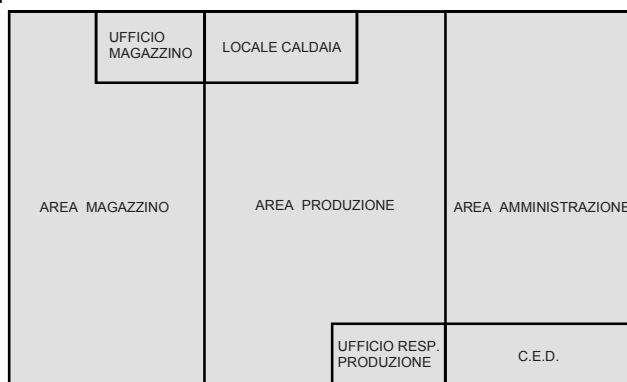 UFFICIO
MAGAZZINO
LOCALE CALDAIA
AREA MAGAZZINO
AREA PRODUZIONE
AREA AMMINISTRAZIONE
UFFICIO RESP.
PRODUZIONE
C.E.D.